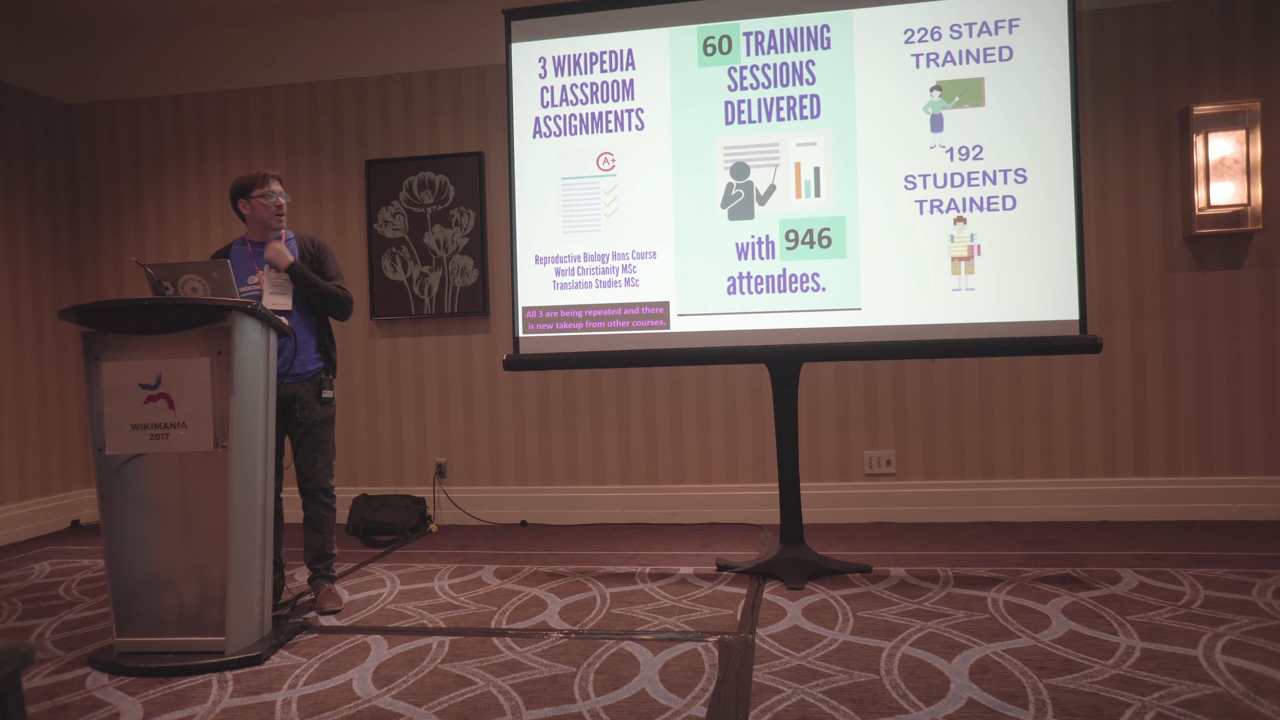 3 WIKIPEDIA
CLASSROOM
ASSIGNMENTS
A+
Reproductive Biology Hons Course
World Christianity MSc
Translation Studies MSc
All 3 are being repeated and there
is new takeup from other courses.
60 TRAINING
SESSIONS
DELIVERED
with 946
attendees.
226 STAFF
TRAINED
192
STUDENTS
TRAINED
WIKIMANIA
2017